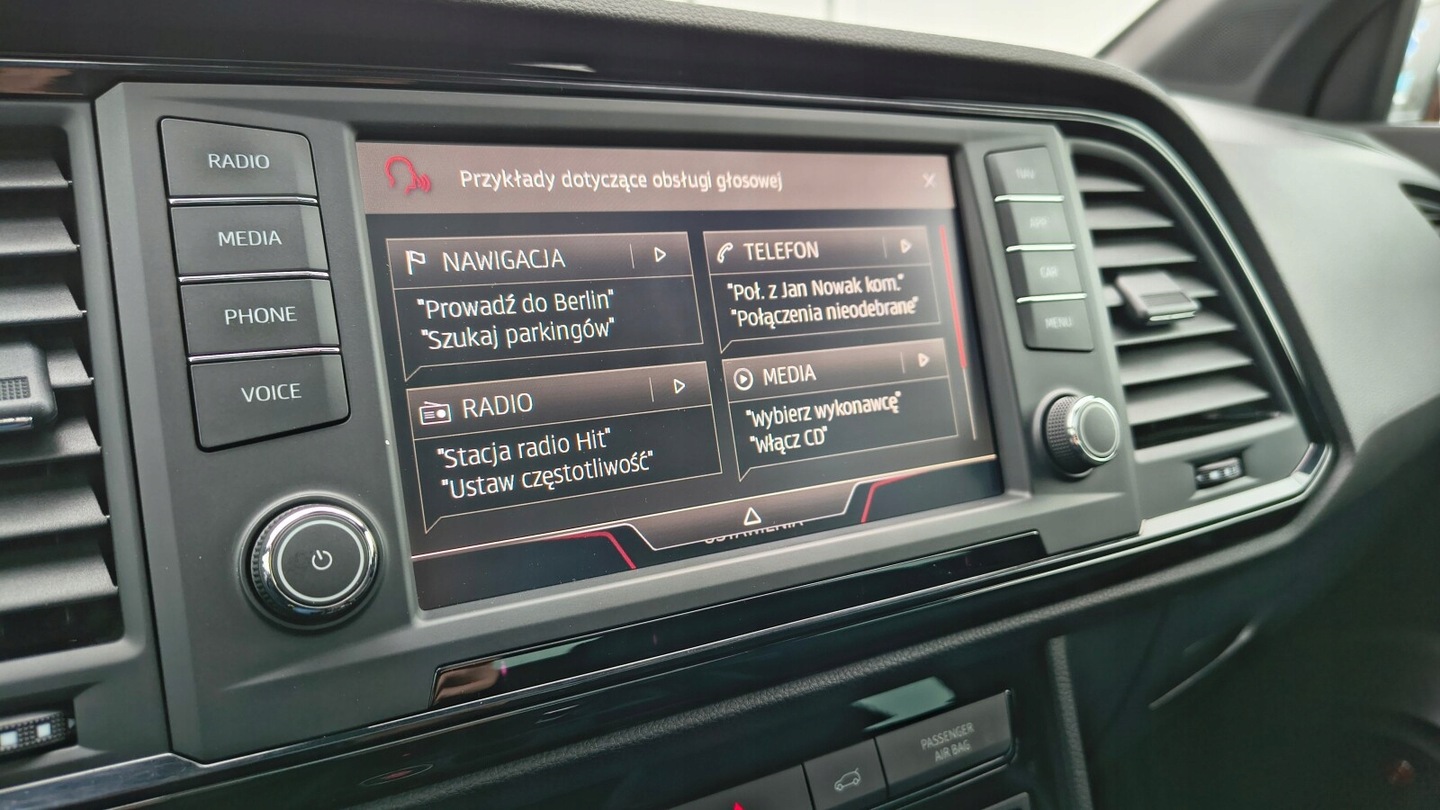 RADIO
MEDIA
PHONE
VOICE
Przykłady dotyczące obsługi głosowej
NAWIGACJA
"Prowadź do Berlin"
"Szukaj parkingów"
TELEFON
"Poł. z Jan Nowak kom."
"Połączenia nieodebrane"
RADIO
"Stacja radio Hit"
"Ustaw częstotliwość"
MEDIA
"Wybierz wykonawcę"
"Włącz CD"
NAV
APP
CAR
MENU
PASSENGER
AIR BAG